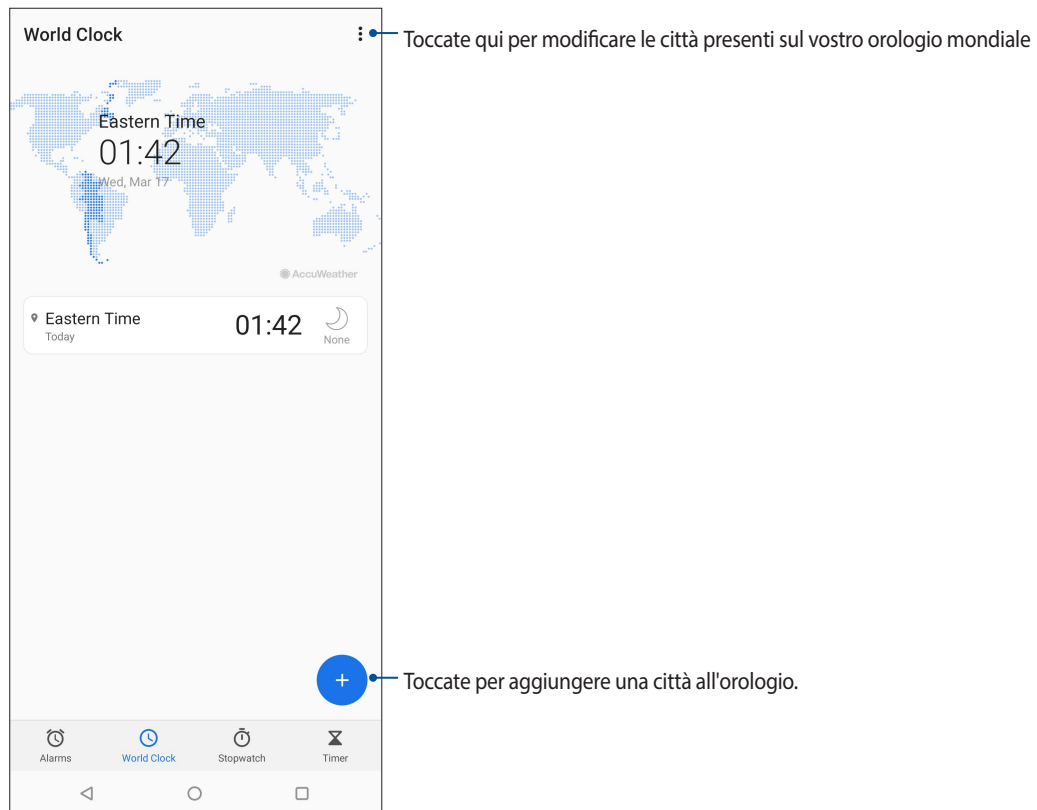 World Clock
Toccate qui per modificare le città presenti sul vostro orologio mondiale
Eastern Time
01:42
Wed, Mar 17
AccuWeather
Eastern Time
Today
01:42
None
+
Toccate per aggiungere una città all'orologio.
Alarms
World Clock
Stopwatch
Timer